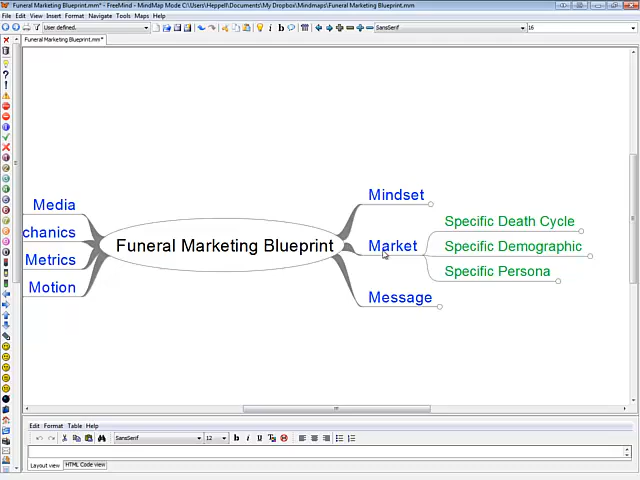 Funeral Marketing Blueprint.mm* - FreeMind - MindMap Mode C:\Users\Heppell\Documents\My Dropbox\Mindmaps\Funeral Marketing Blueprint.mm*
File Edit View Insert Format Navigate Tools Maps Help
User defined.
SansSerif
16
Funeral Marketing Blueprint.mm*
Mindset
Media
Specific Death Cycle
chanics
Funeral Marketing Blueprint
Market
Specific Demographic
Metrics
Specific Persona
Motion
Message
Edit Format Table Help
SansSerif
12
b i U
Layout view HTML Code view